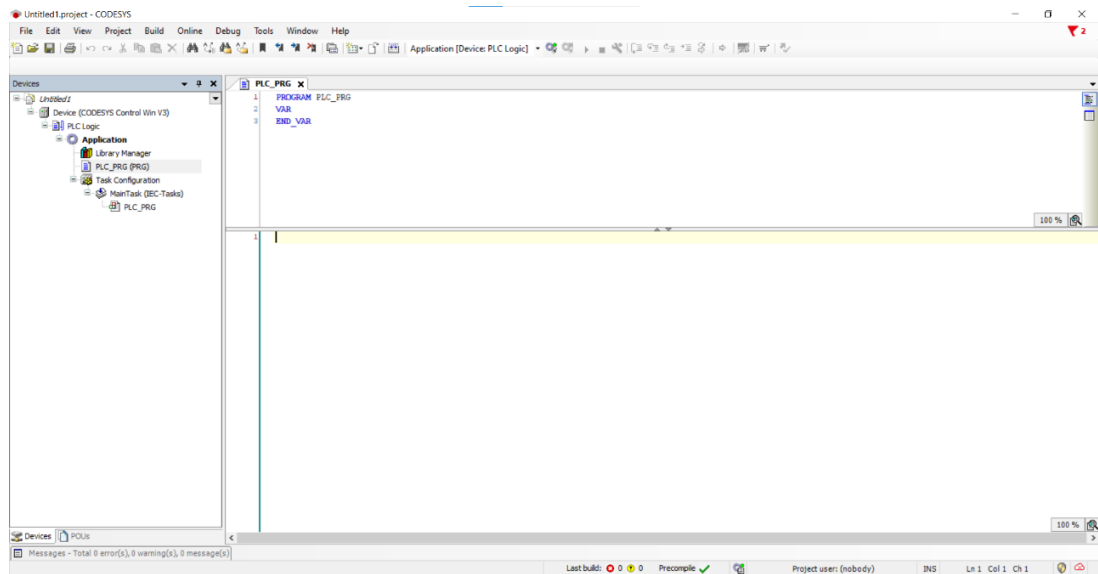 Untitled1.project - CODESYS
File Edit View Project Build Online Debug Tools Window Help
2
Application [Device: PLC Logic]
Devices
PLC_PRG
Untitled1
Device (CODESYS Control Win V3)
PLC Logic
Application
Library Manager
PLC_PRG (PRG)
Task Configuration
MainTask (IEC-Tasks)
PLC_PRG
1 PROGRAM PLC_PRG
2 VAR
3 END_VAR
100 %
1
100 %
Devices POUs
Messages - Total 0 error(s), 0 warning(s), 0 message(s)
Last build: 0 0 Precompile Project user: (nobody) INS Ln 1 Col 1 Ch 1